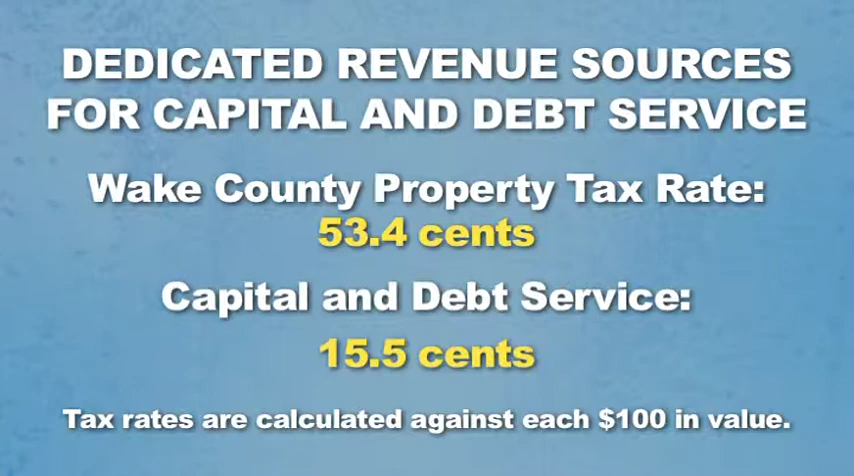 DEDICATED REVENUE SOURCES
FOR CAPITAL AND DEBT SERVICE
Wake County Property Tax Rate:
53.4 cents
Capital and Debt Service:
15.5 cents
Tax rates are calculated against each $100 in value.